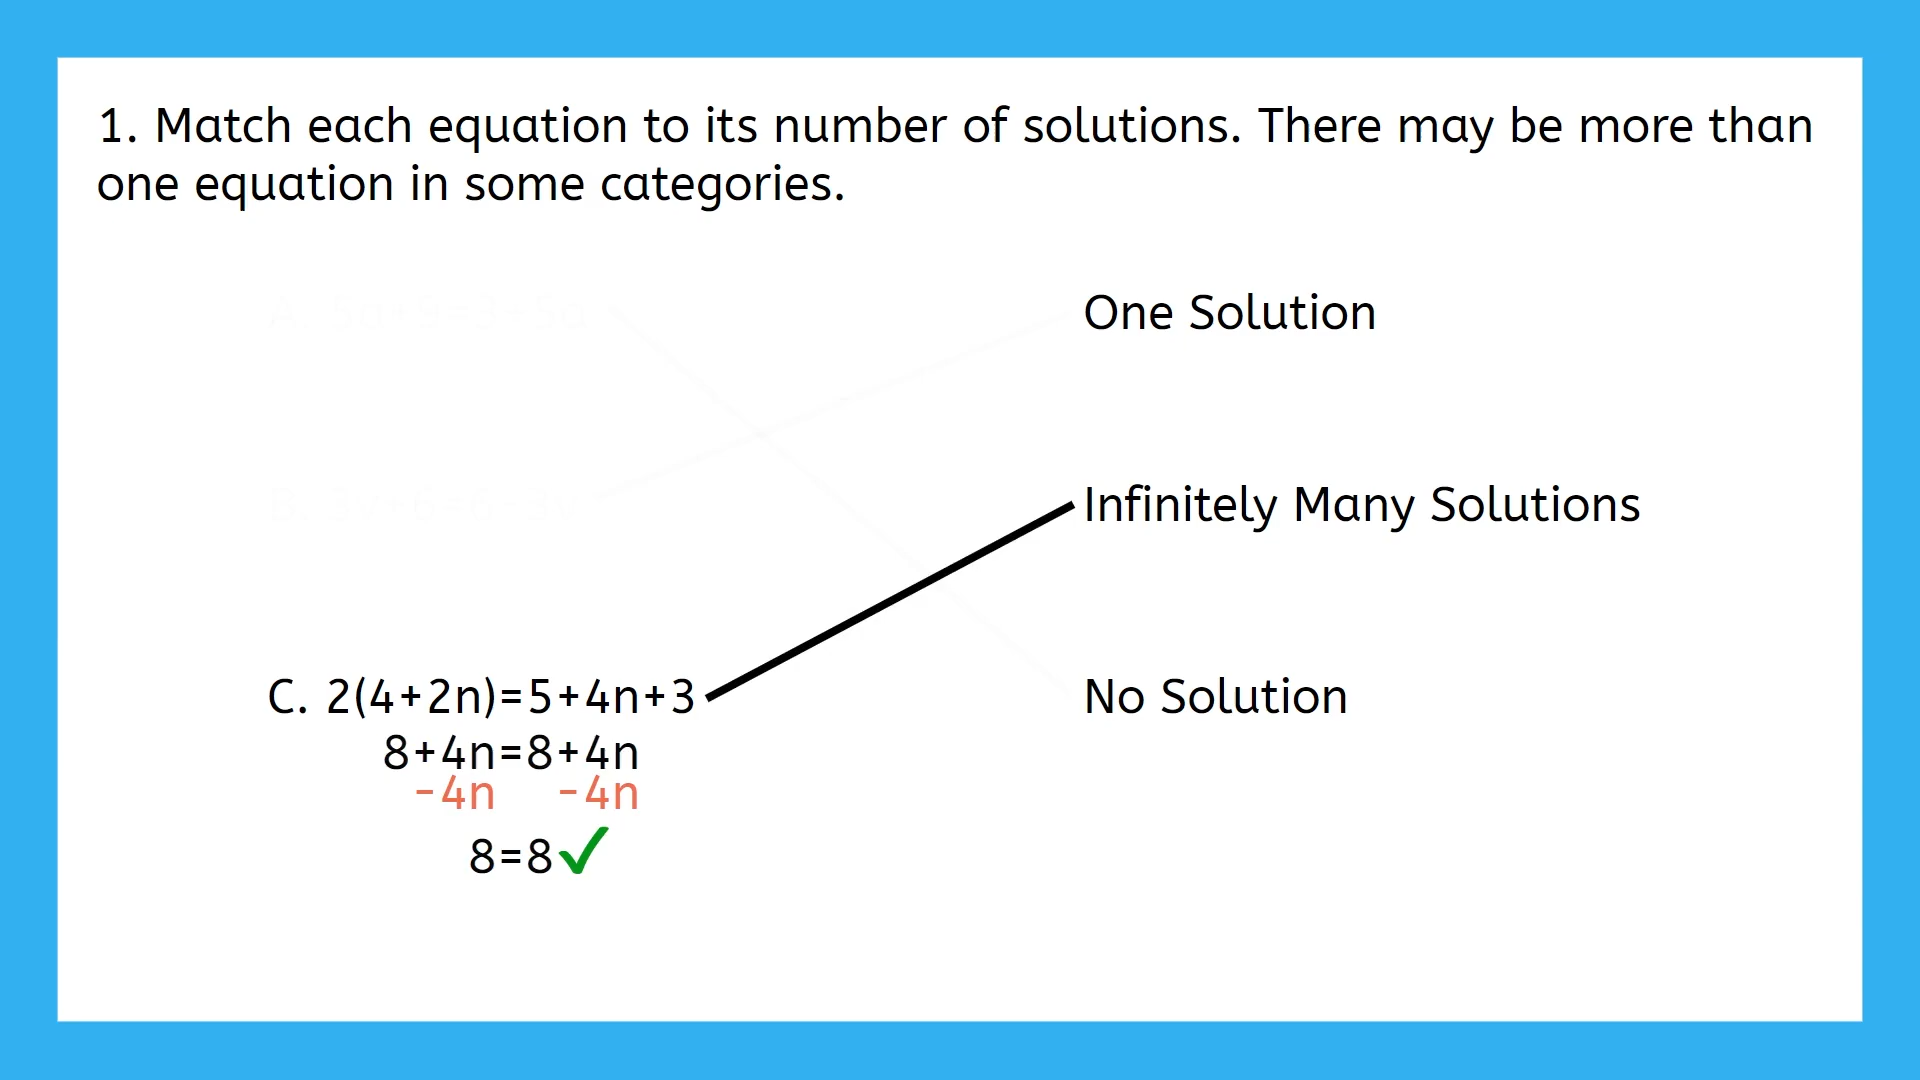 1. Match each equation to its number of solutions. There may be more than
one equation in some categories.
One Solution
Infinitely Many Solutions
C. 2(4+2n)=5+4n+3
No Solution
8+4n=8+4n
-4n -4n
8=8✓